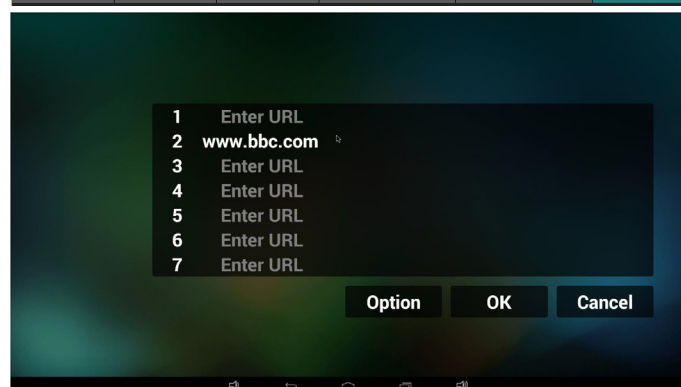 1 Enter URL
2 www.bbc.com
3 Enter URL
4 Enter URL
5 Enter URL
6 Enter URL
7 Enter URL
Option OK Cancel